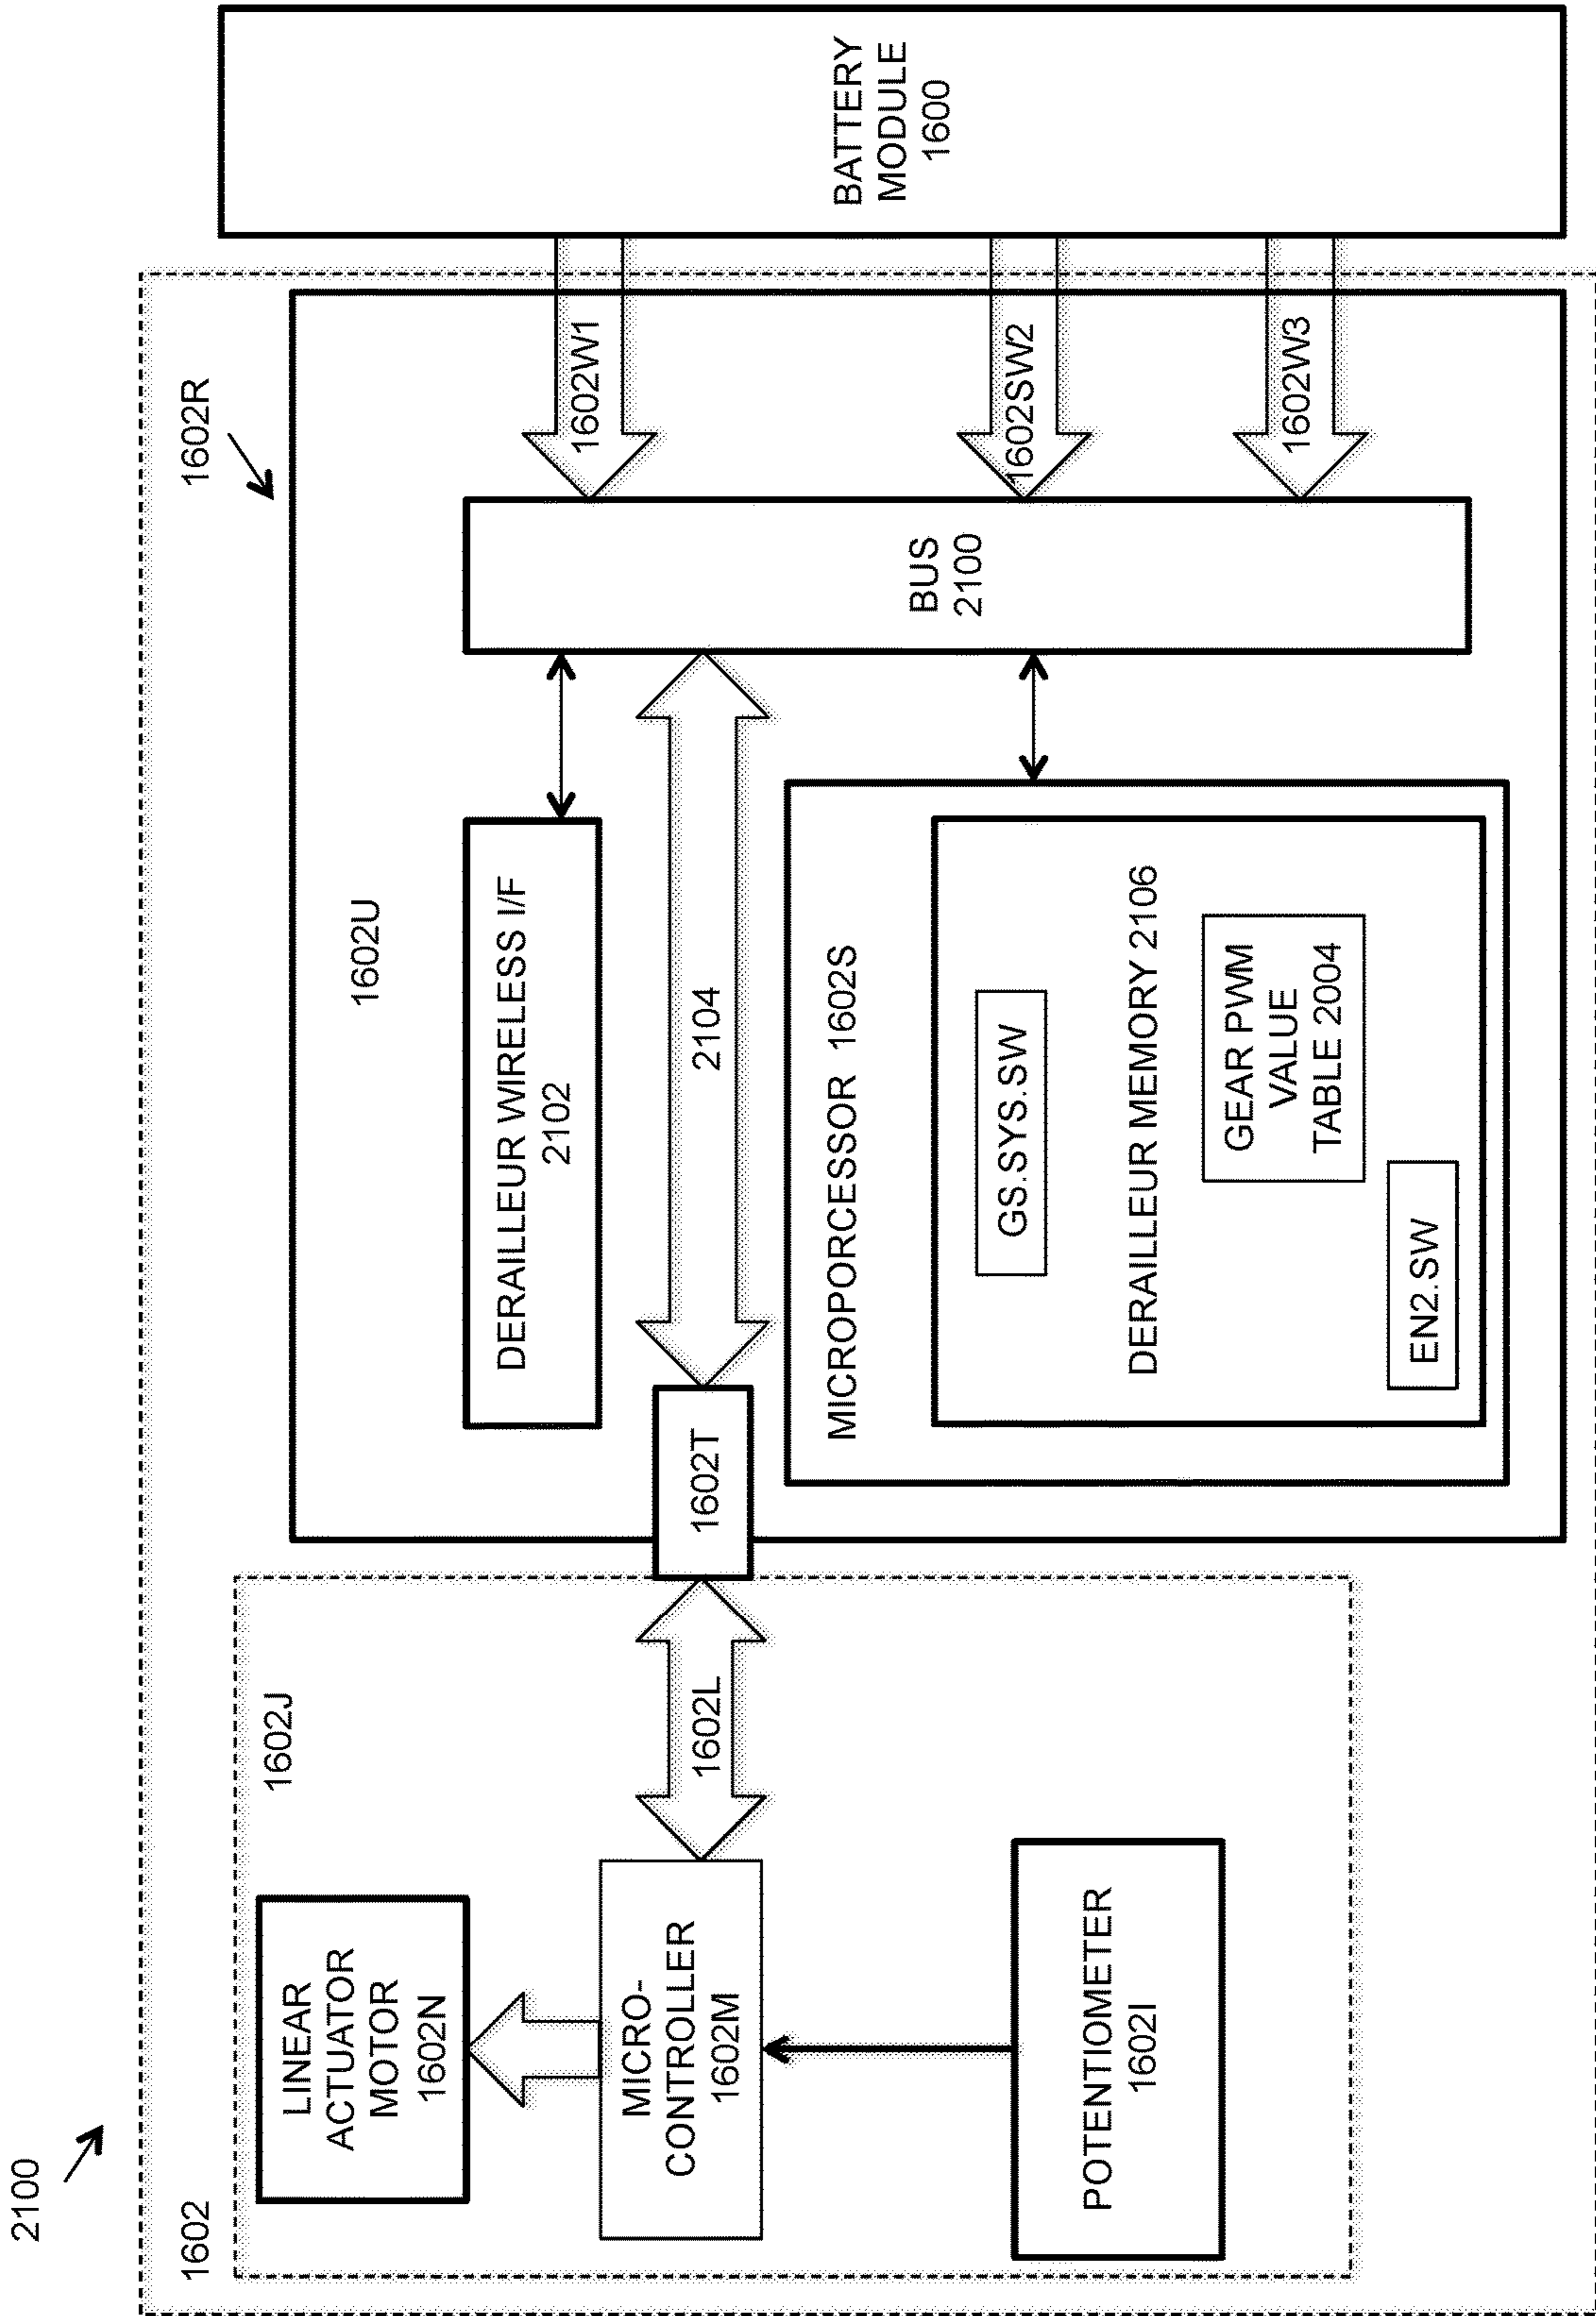 2100
1602
1602J
LINEAR
ACTUATOR
MOTOR
1602N
MICRO-
CONTROLLER
1602M
POTENTIOMETER
1602I
1602L
1602T
1602R
1602U
DERAILLEUR WIRELESS I/F
2102
2104
MICROPORCESSOR 1602S
GS.SYS.SW
DERAILLEUR MEMORY 2106
GEAR PWM
VALUE
TABLE 2004
EN2.SW
BUS
2100
1602W1
1602SW2
1602W3
BATTERY
MODULE
1600